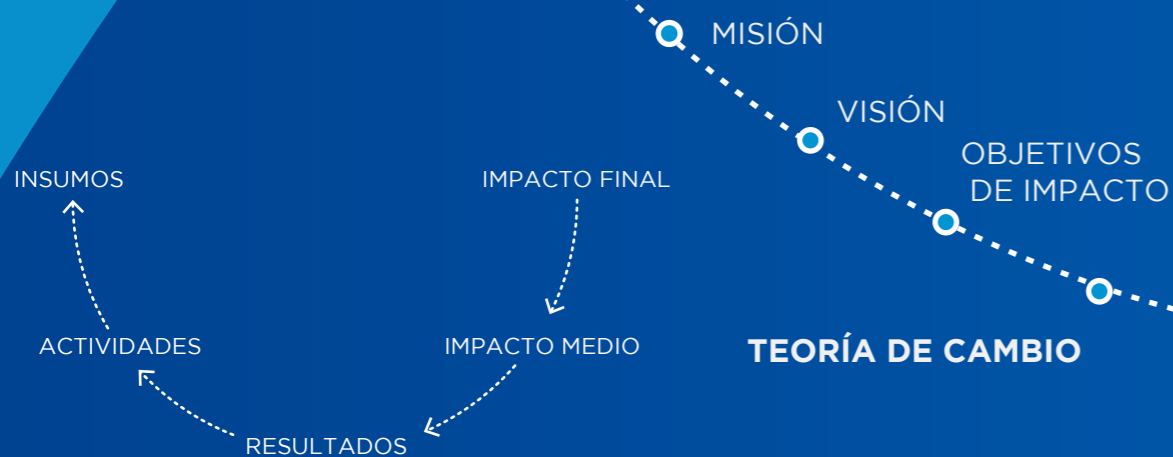 MISIÓN
VISIÓN
OBJETIVOS
DE IMPACTO
INSUMOS
IMPACTO FINAL
ACTIVIDADES
IMPACTO MEDIO
TEORÍA DE CAMBIO
RESULTADOS